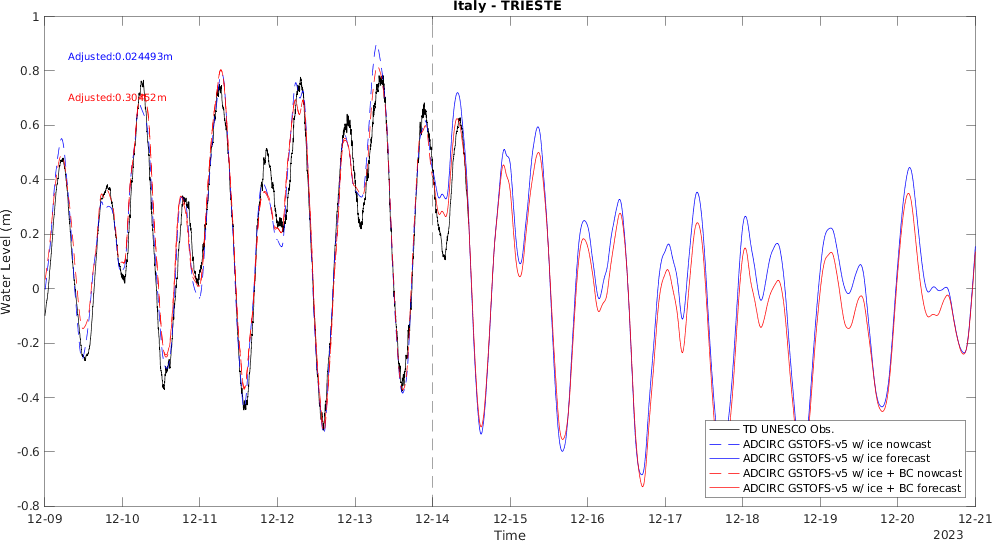 Italy - TRIESTE
Adjusted:0.024493m
Water Level (m)
1
0.8
0.6
0.4
0.2
0
-0.2
-0.4
-0.6
-0.8
TD UNESCO Obs.
ADCIRC GSTOFS-v5 w/ ice nowcast
ADCIRC GSTOFS-v5 w/ ice forecast
ADCIRC GSTOFS-v5 w/ ice + BC nowcast
ADCIRC GSTOFS-v5 w/ ice + BC forecast
12-09 12-10 12-11 12-12 12-13 12-14 12-15 12-16 12-17 12-18 12-19 12-20 12-21
Time
2023